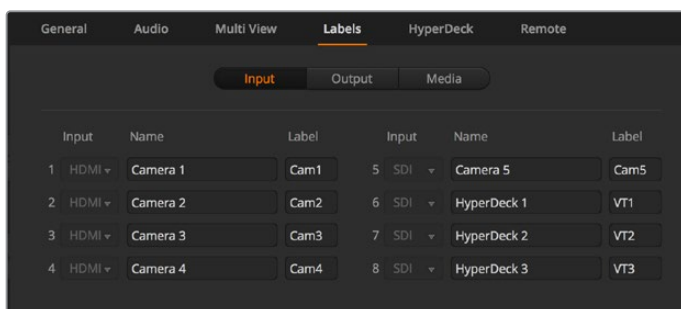 General Audio Multi View Labels HyperDeck Remote
Input Output Media
Input Name Label Input Name Label
1 HDMI Camera 1 Cam1 5 SDI Camera 5 Cam5
2 HDMI Camera 2 Cam2 6 SDI HyperDeck 1 VT1
3 HDMI Camera 3 Cam3 7 SDI HyperDeck 2 VT2
4 HDMI Camera 4 Cam4 8 SDI HyperDeck 3 VT3